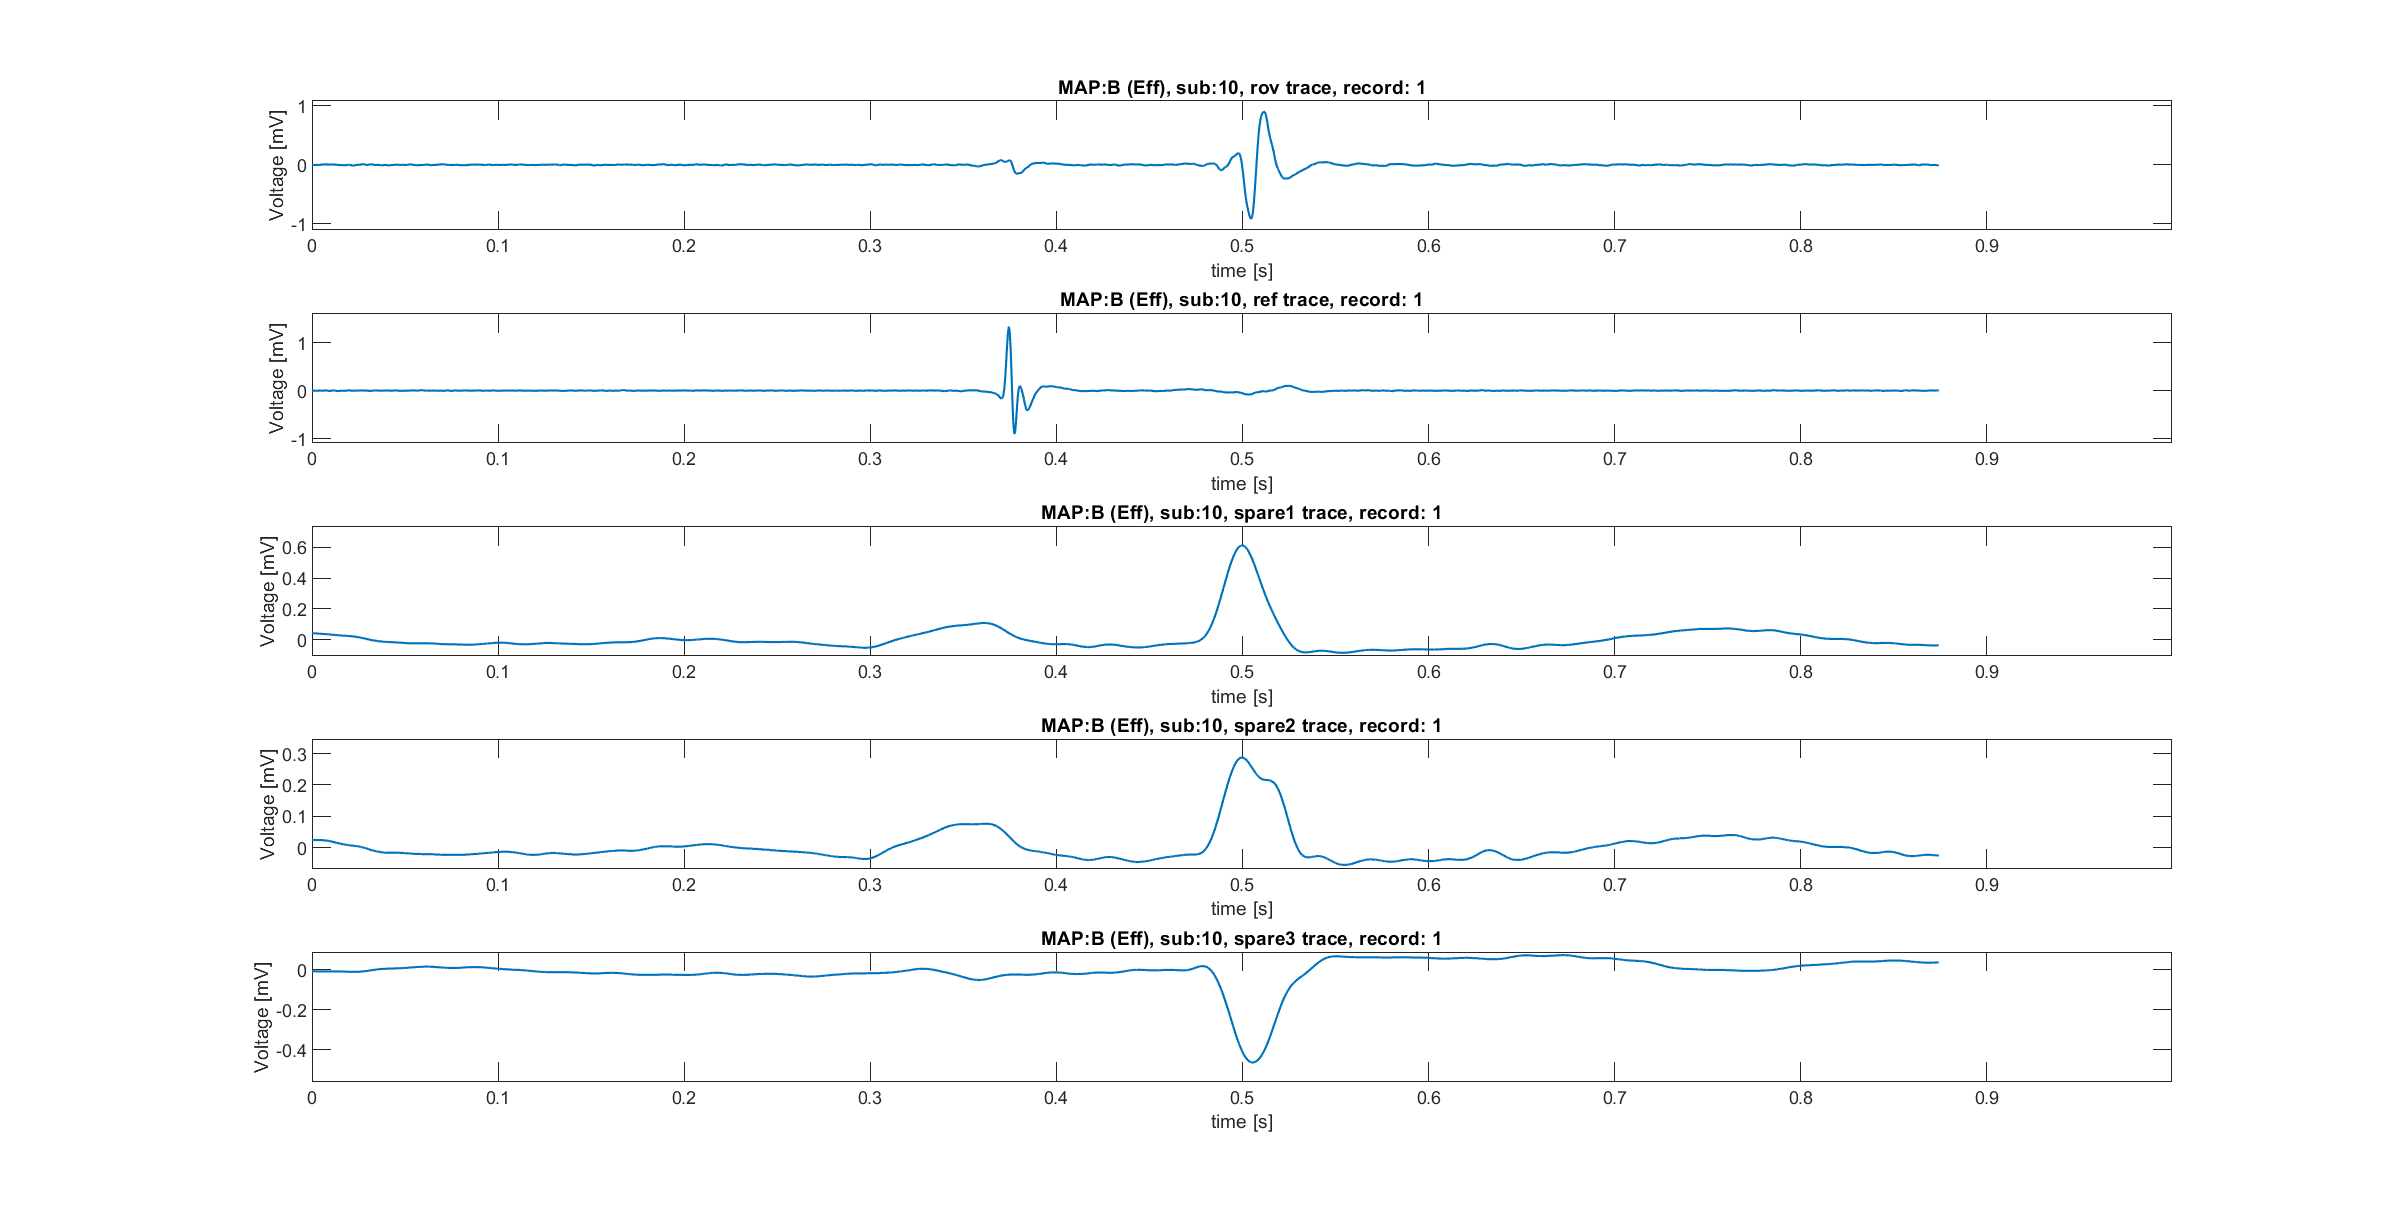 MAP:B (Eff), sub:10, rov trace, record: 1
Voltage [mV]
1
0
-1
0 0.1 0.2 0.3 0.4 0.5 0.6 0.7 0.8 0.9
time [s]
MAP:B (Eff), sub:10, ref trace, record: 1
Voltage [mV]
1
0
-1
0 0.1 0.2 0.3 0.4 0.5 0.6 0.7 0.8 0.9
time [s]
MAP:B (Eff), sub:10, spare1 trace, record: 1
Voltage [mV]
0.6
0.4
0.2
0
0 0.1 0.2 0.3 0.4 0.5 0.6 0.7 0.8 0.9
time [s]
MAP:B (Eff), sub:10, spare2 trace, record: 1
Voltage [mV]
0.3
0.2
0.1
0
0 0.1 0.2 0.3 0.4 0.5 0.6 0.7 0.8 0.9
time [s]
MAP:B (Eff), sub:10, spare3 trace, record: 1
Voltage [mV]
0
-0.2
-0.4
0 0.1 0.2 0.3 0.4 0.5 0.6 0.7 0.8 0.9
time [s]